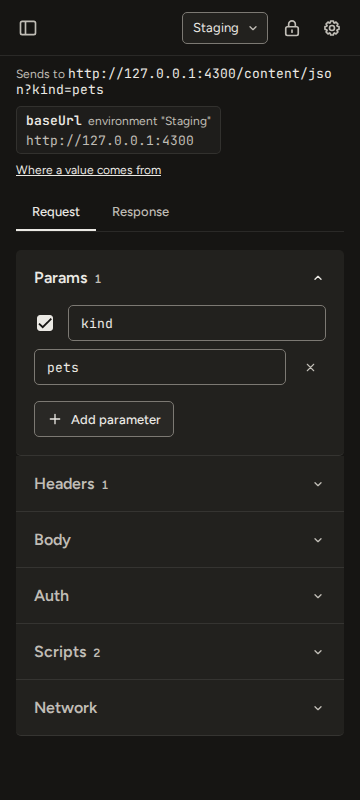 Staging
Sends to http://127.0.0.1:4300/content/jso
n?kind=pets
baseUrl environment "Staging"
http://127.0.0.1:4300
Where a value comes from
Request Response
Params 1
kind
pets
Add parameter
Headers 1
Body
Auth
Scripts 2
Network